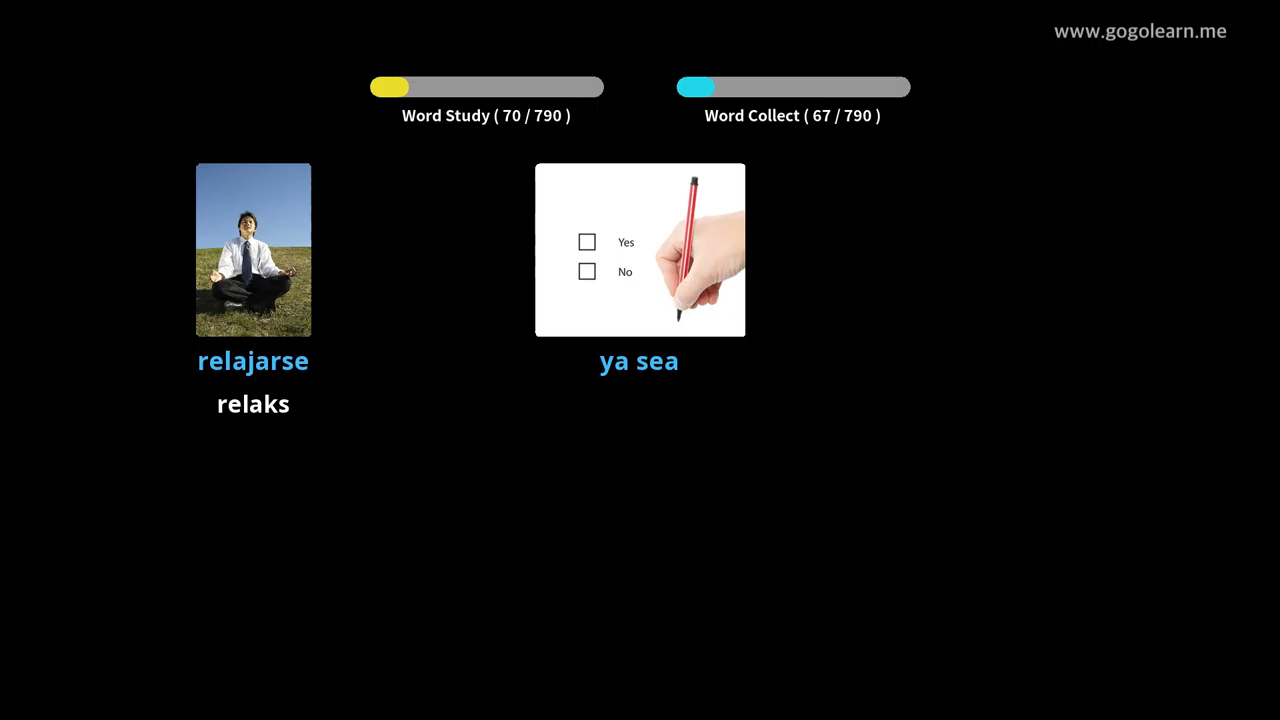 www.gogolearn.me
Word Study ( 70 / 790 )
Word Collect ( 67 / 790 )
Yes
No
relajarse
ya sea
relaks